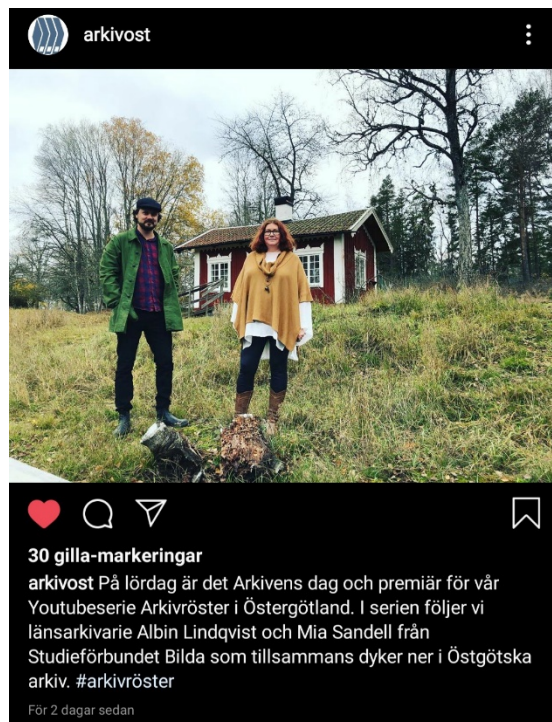 arkivost
30 gilla-markeringar
arkivost På lördag är det Arkivens dag och premiär för vår
Youtubeserie Arkivröster i Östergötland. I serien följer vi
länsarkivarie Albin Lindqvist och Mia Sandell från
Studieförbundet Bilda som tillsammans dyker ner i Östgötska
arkiv. #arkivröster
För 2 dagar sedan